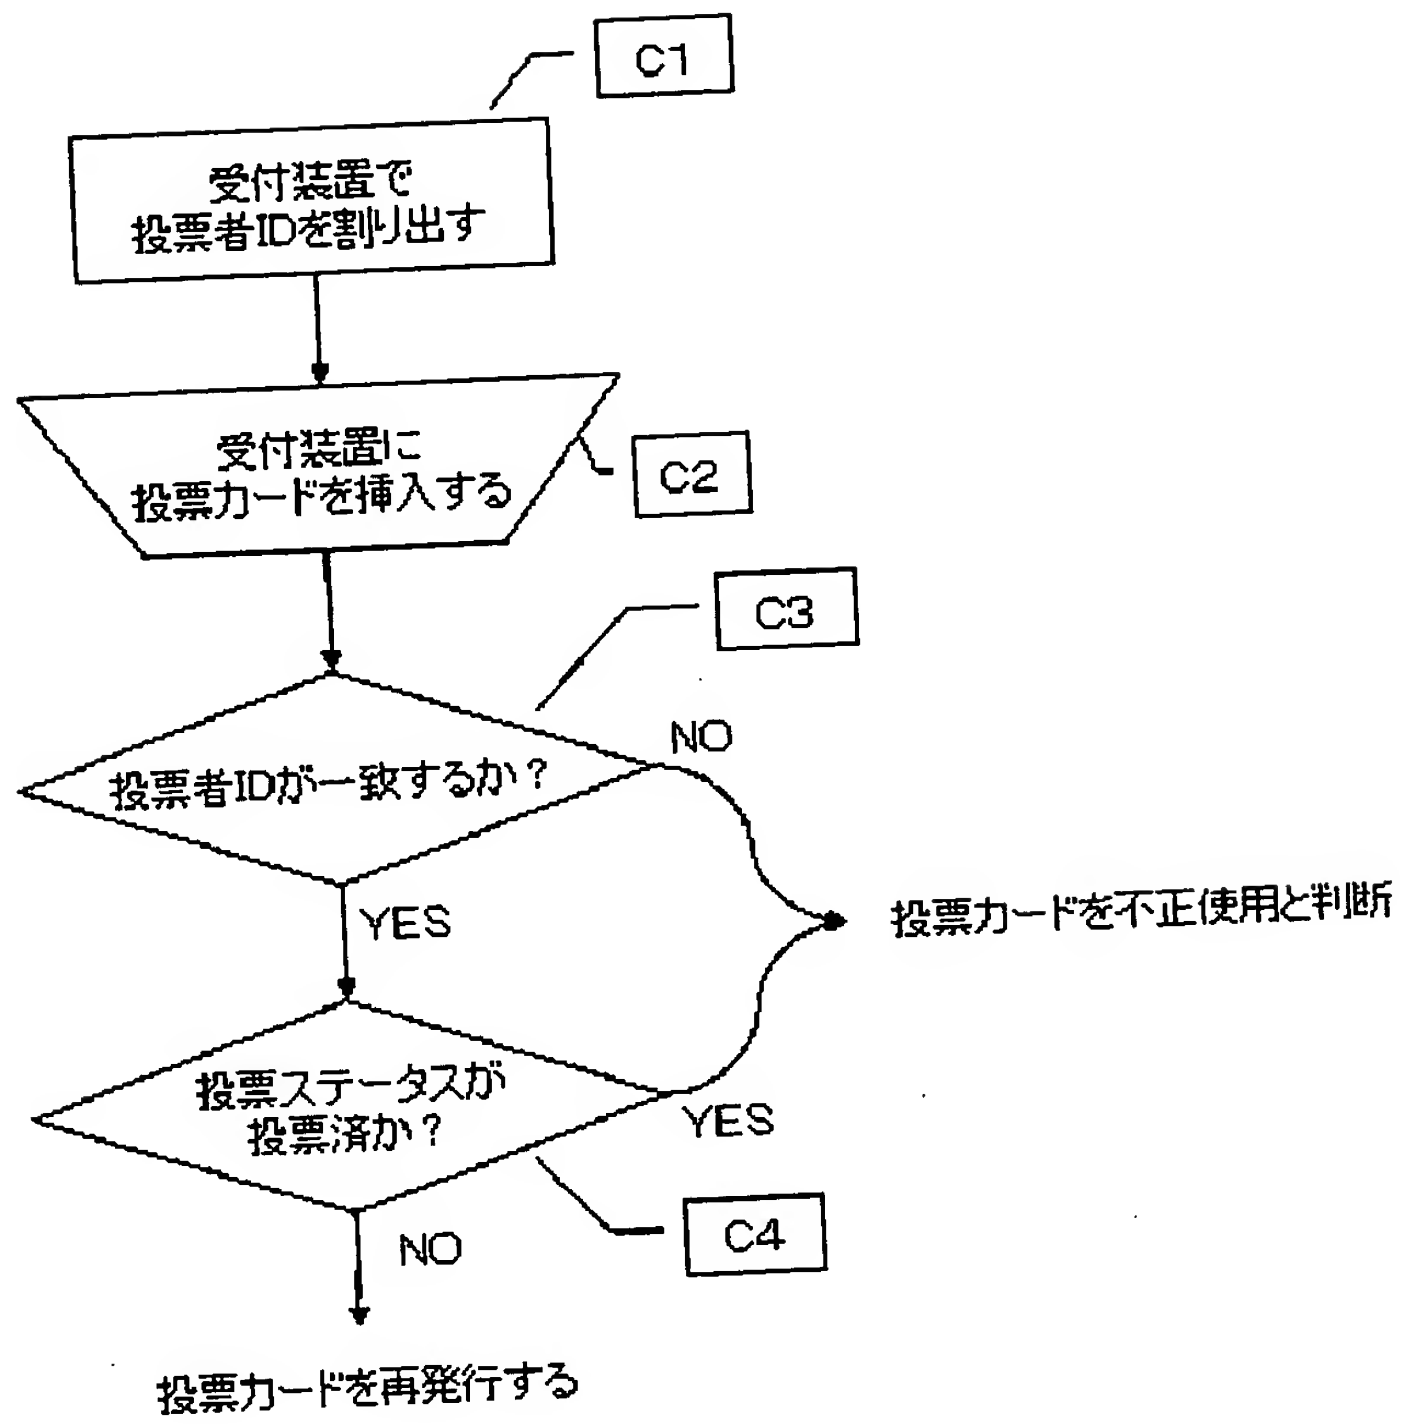 C1
受付装置で
投票者IDを割り出す
受付装置に
投票カードを挿入する
C2
C3
投票者IDが一致するか？
NO
YES
投票カードを不正使用と判断
投票ステータスが
投票済か？
YES
C4
NO
投票カードを再発行する